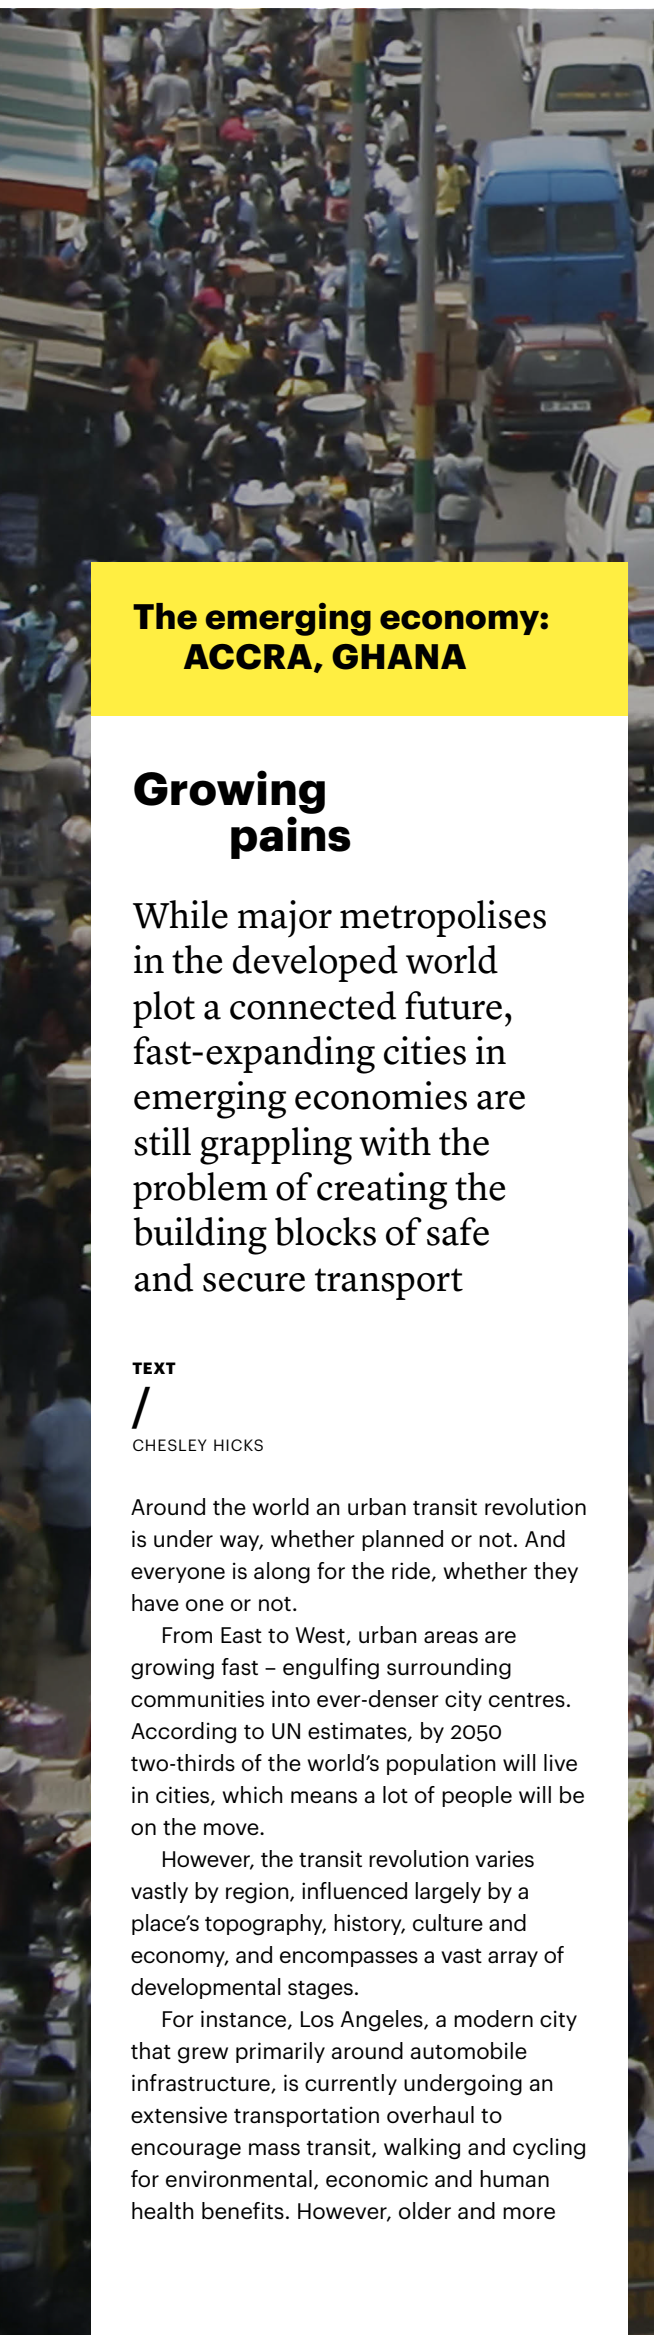 The emerging economy:
ACCRA, GHANA
Growing
pains
While major metropolises
in the developed world
plot a connected future,
fast-expanding cities in
emerging economies are
still grappling with the
problem of creating the
building blocks of safe
and secure transport
TEXT
/
CHESLEY HICKS
Around the world an urban transit revolution
is under way, whether planned or not. And
everyone is along for the ride, whether they
have one or not.
From East to West, urban areas are
growing fast – engulfing surrounding
communities into ever-denser city centres.
According to UN estimates, by 2050
two-thirds of the world’s population will live
in cities, which means a lot of people will be
on the move.
However, the transit revolution varies
vastly by region, influenced largely by a
place’s topography, history, culture and
economy, and encompasses a vast array of
developmental stages.
For instance, Los Angeles, a modern city
that grew primarily around automobile
infrastructure, is currently undergoing an
extensive transportation overhaul to
encourage mass transit, walking and cycling
for environmental, economic and human
health benefits. However, older and more